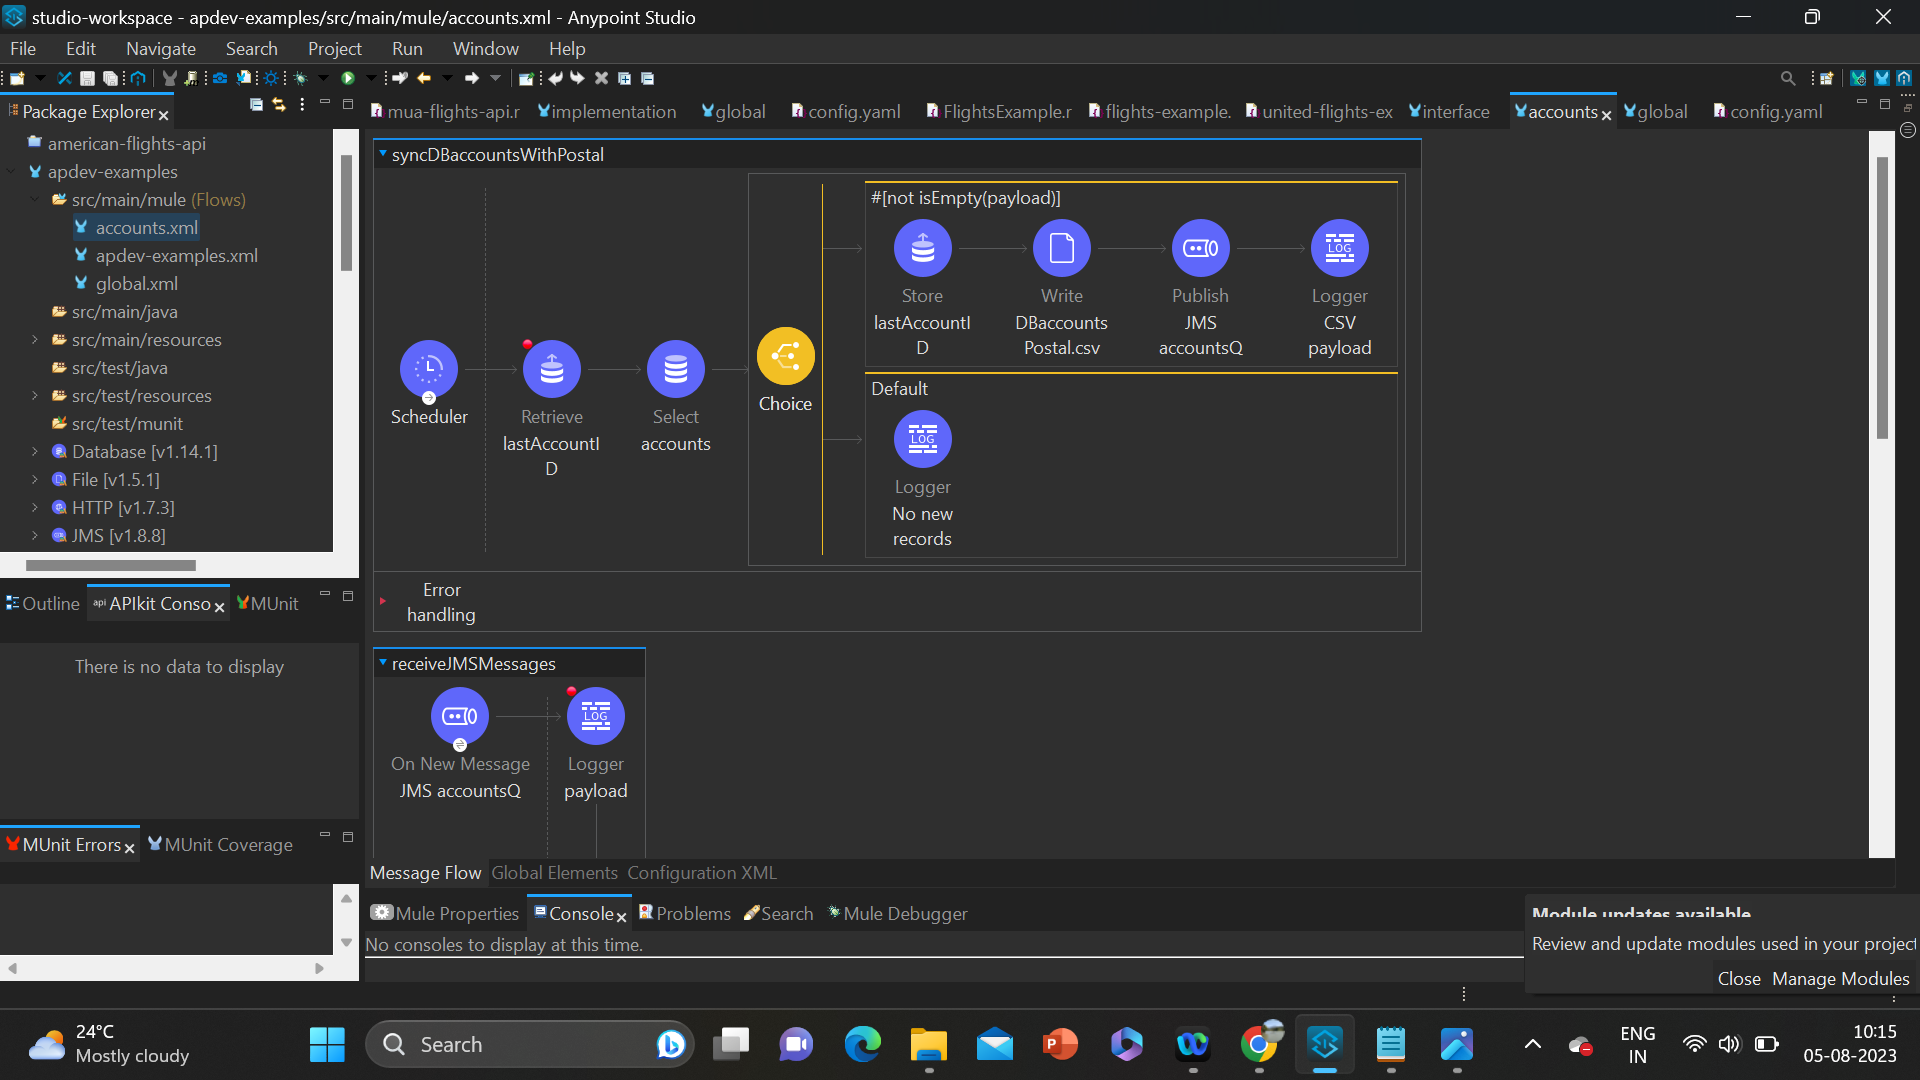 studio-workspace - apdev-examples/src/main/mule/accounts.xml - Anypoint Studio
File Edit Navigate Search Project Run Window Help
Package Explorer
mua-flights-api.r implementation global config.yaml FlightsExample.r flights-example. united-flights-ex interface accounts global config.yaml
american-flights-api
apdev-examples
src/main/mule (Flows)
accounts.xml
apdev-examples.xml
global.xml
src/main/java
src/main/resources
src/test/java
src/test/resources
src/test/munit
Database [v1.14.1]
File [v1.5.1]
HTTP [v1.7.3]
JMS [v1.8.8]
Outline api APIkit Conso MUnit
There is no data to display
MUnit Errors MUnit Coverage
syncDBaccountsWithPostal
Scheduler
Retrieve
lastAccountI
D
Select
accounts
Choice
#[not isEmpty(payload)]
Store
lastAccountI
D
Write
DBaccounts
Postal.csv
Publish
JMS
accountsQ
LOG
Logger
CSV
payload
Default
LOG
Logger
No new
records
Error
handling
receiveJMSMessages
On New Message
JMS accountsQ
LOG
Logger
payload
Message Flow Global Elements Configuration XML
Mule Properties Console Problems Search Mule Debugger
No consoles to display at this time.
Module updates available
Review and update modules used in your project
Close Manage Modules
24°C
Mostly cloudy
Search
ENG
IN
10:15
05-08-2023